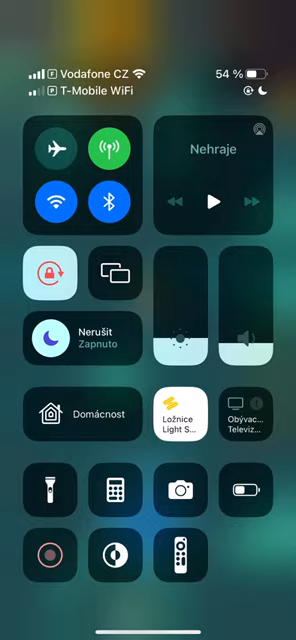 F Vodafone CZ 54 %
P T-Mobile WiFi
Nehraje
Nerušit
Zapnuto
Domácnost
Ložnice
Light S...
Obývac...
Televiz...